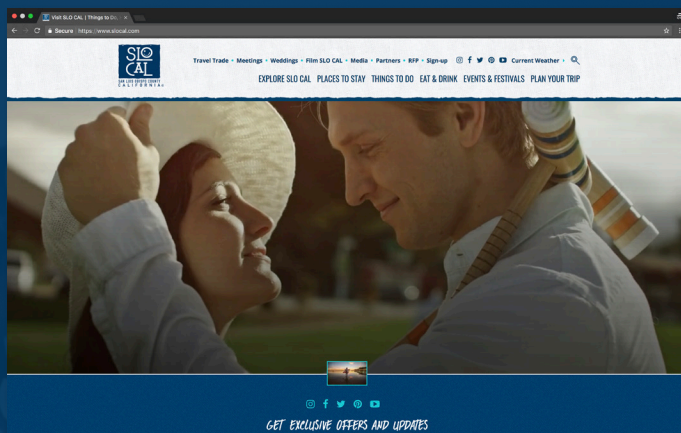 Visit SLO CAL | Things to Do,
Secure https://www.slocal.com
SLO
CAL
SAN LUIS OBISPO COUNTY
CALIFORNIA
Travel Trade • Meetings • Weddings • Film SLO CAL • Media • Partners • RFP • Sign-up Current Weather
EXPLORE SLO CAL PLACES TO STAY THINGS TO DO EAT & DRINK EVENTS & FESTIVALS PLAN YOUR TRIP
GET EXCLUSIVE OFFERS AND UPDATES